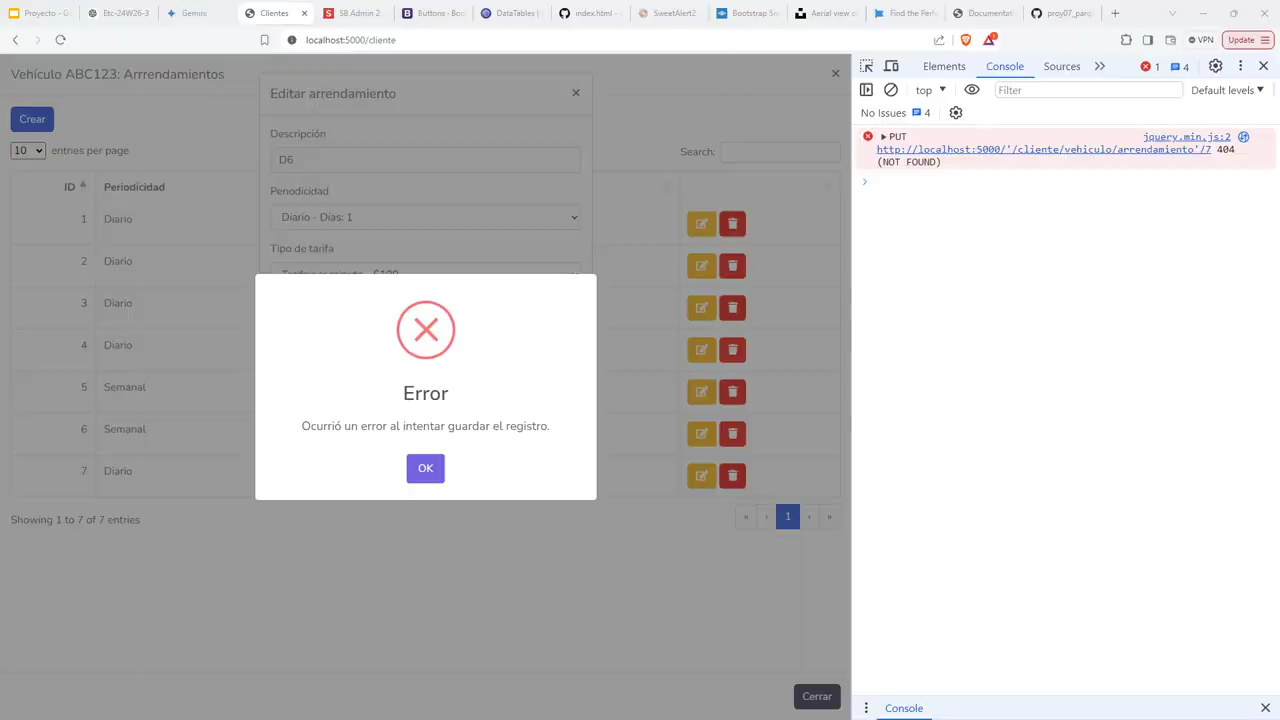 Proyecto - G
Etc-24W26-3
Gemini
Clientes
SB Admin 2
Buttons - Bo
DataTables |
index.html -
SweetAlert2
Bootstrap Sn
Aerial view o
Find the Perf
Documentat
proy07_parq
localhost:5000/cliente
VPN
Update
Vehículo ABC123: Arrrendamientos
Editar arrendamiento
Descripción
D6
Periodicidad
Diario - Días: 1
Tipo de tarifa
Crear
10 entries per page
Search:
ID Periodicidad
1 Diario
2 Diario
3 Diario
4 Diario
5 Semanal
6 Semanal
7 Diario
Error
Ocurrió un error al intentar guardar el registro.
OK
Showing 1 to 7 of 7 entries
« ‹ 1 › »
Cerrar
Elements Console Sources 1 4
top Filter Default levels
No Issues 4
PUT jquery.min.js:2
http://localhost:5000/'/cliente/vehiculo/arrendamiento'/7 404
(NOT FOUND)
Console